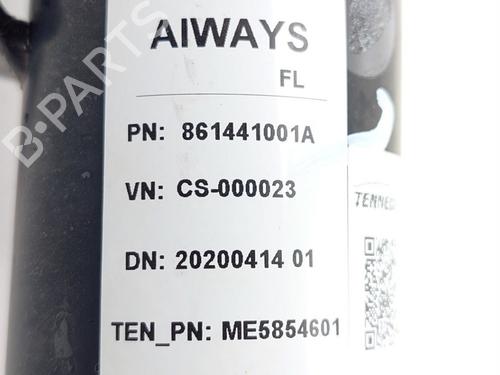 AIWAYS
FL
PN: 861441001A
VN: CS-000023
DN: 20200414 01
TEN_PN: ME5854601
B-PARTS